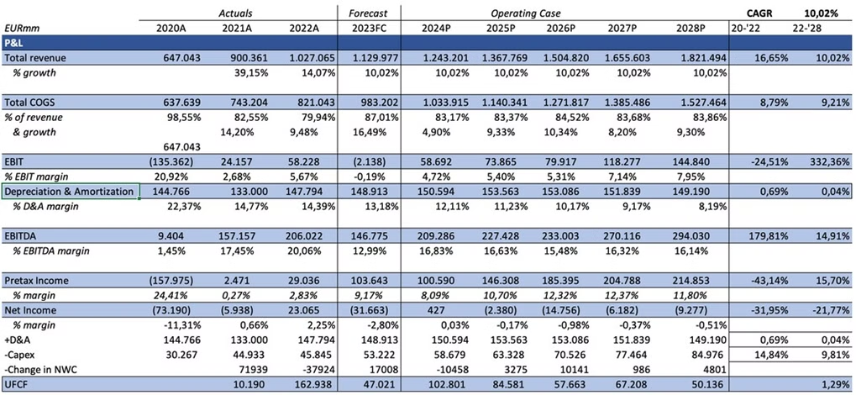 Actuals Forecast Operating Case CAGR 10,02%
EURmm 2020A 2021A 2022A 2023FC 2024P 2025P 2026P 2027P 2028P 20-'22 22-'28
P&L
Total revenue 647.043 900.361 1.027.065 1.129.977 1.243.201 1.367.769 1.504.820 1.655.603 1.821.494 16,65% 10,02%
% growth 39,15% 14,07% 10,02% 10,02% 10,02% 10,02% 10,02% 10,02%
Total COGS 637.639 743.204 821.043 983.202 1.033.915 1.140.341 1.271.817 1.385.486 1.527.464 8,79% 9,21%
% of revenue 98,55% 82,55% 79,94% 87,01% 83,17% 83,37% 84,52% 83,68% 83,86%
& growth 14,20% 9,48% 16,49% 4,90% 9,33% 10,34% 8,20% 9,30%
647.043
EBIT (135.362) 24.157 58.228 (2.138) 58.692 73.865 79.917 118.277 144.840 -24,51% 332,36%
% EBIT margin 20,92% 2,68% 5,67% -0,19% 4,72% 5,40% 5,31% 7,14% 7,95%
Depreciation & Amortization 144.766 133.000 147.794 148.913 150.594 153.563 153.086 151.839 149.190 0,69% 0,04%
% D&A margin 22,37% 14,77% 14,39% 13,18% 12,11% 11,23% 10,17% 9,17% 8,19%
EBITDA 9.404 157.157 206.022 146.775 209.286 227.428 233.003 270.116 294.030 179,81% 14,91%
% EBITDA margin 1,45% 17,45% 20,06% 12,99% 16,83% 16,63% 15,48% 16,32% 16,14%
Pretax Income (157.975) 2.471 29.036 103.643 100.590 146.308 185.395 204.788 214.853 -43,14% 15,70%
% margin 24,41% 0,27% 2,83% 9,17% 8,09% 10,70% 12,32% 12,37% 11,80%
Net Income (73.190) (5.938) 23.065 (31.663) 427 (2.380) (14.756) (6.182) (9.277) -31,95% -21,77%
% margin -11,31% 0,66% 2,25% -2,80% 0,03% -0,17% -0,98% -0,37% -0,51%
+D&A 144.766 133.000 147.794 148.913 150.594 153.563 153.086 151.839 149.190 0,69% 0,04%
-Capex 30.267 44.933 45.845 53.222 58.679 63.328 70.526 77.464 84.976 14,84% 9,81%
-Change in NWC 71939 -37924 17008 -10458 3275 10141 986 4801
UFCF 10.190 162.938 47.021 102.801 84.581 57.663 67.208 50.136 1,29%